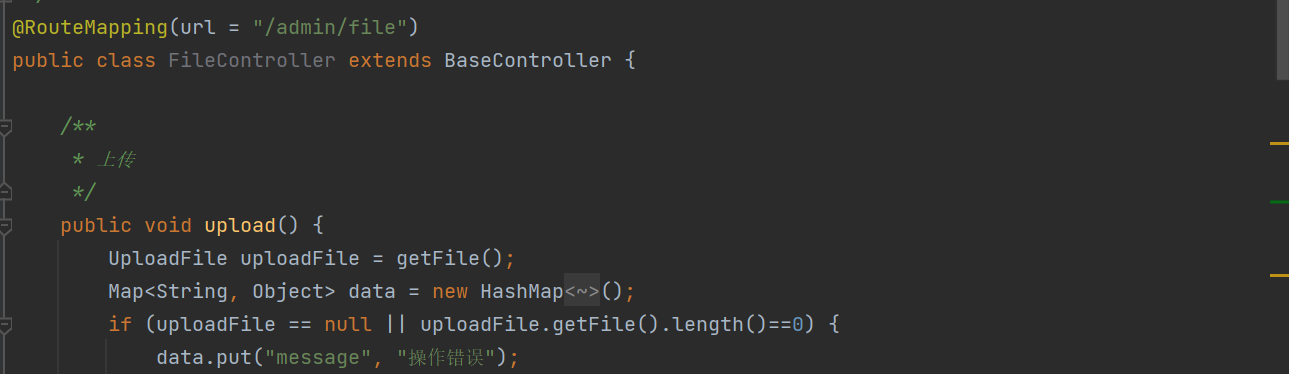 @RouteMapping(url = "/admin/file")
public class FileController extends BaseController {
/**
* 上传
*/
public void upload() {
UploadFile uploadFile = getFile();
Map<String, Object> data = new HashMap<~>();
if (uploadFile == null || uploadFile.getFile().length()==0) {
data.put("message", "操作错误");